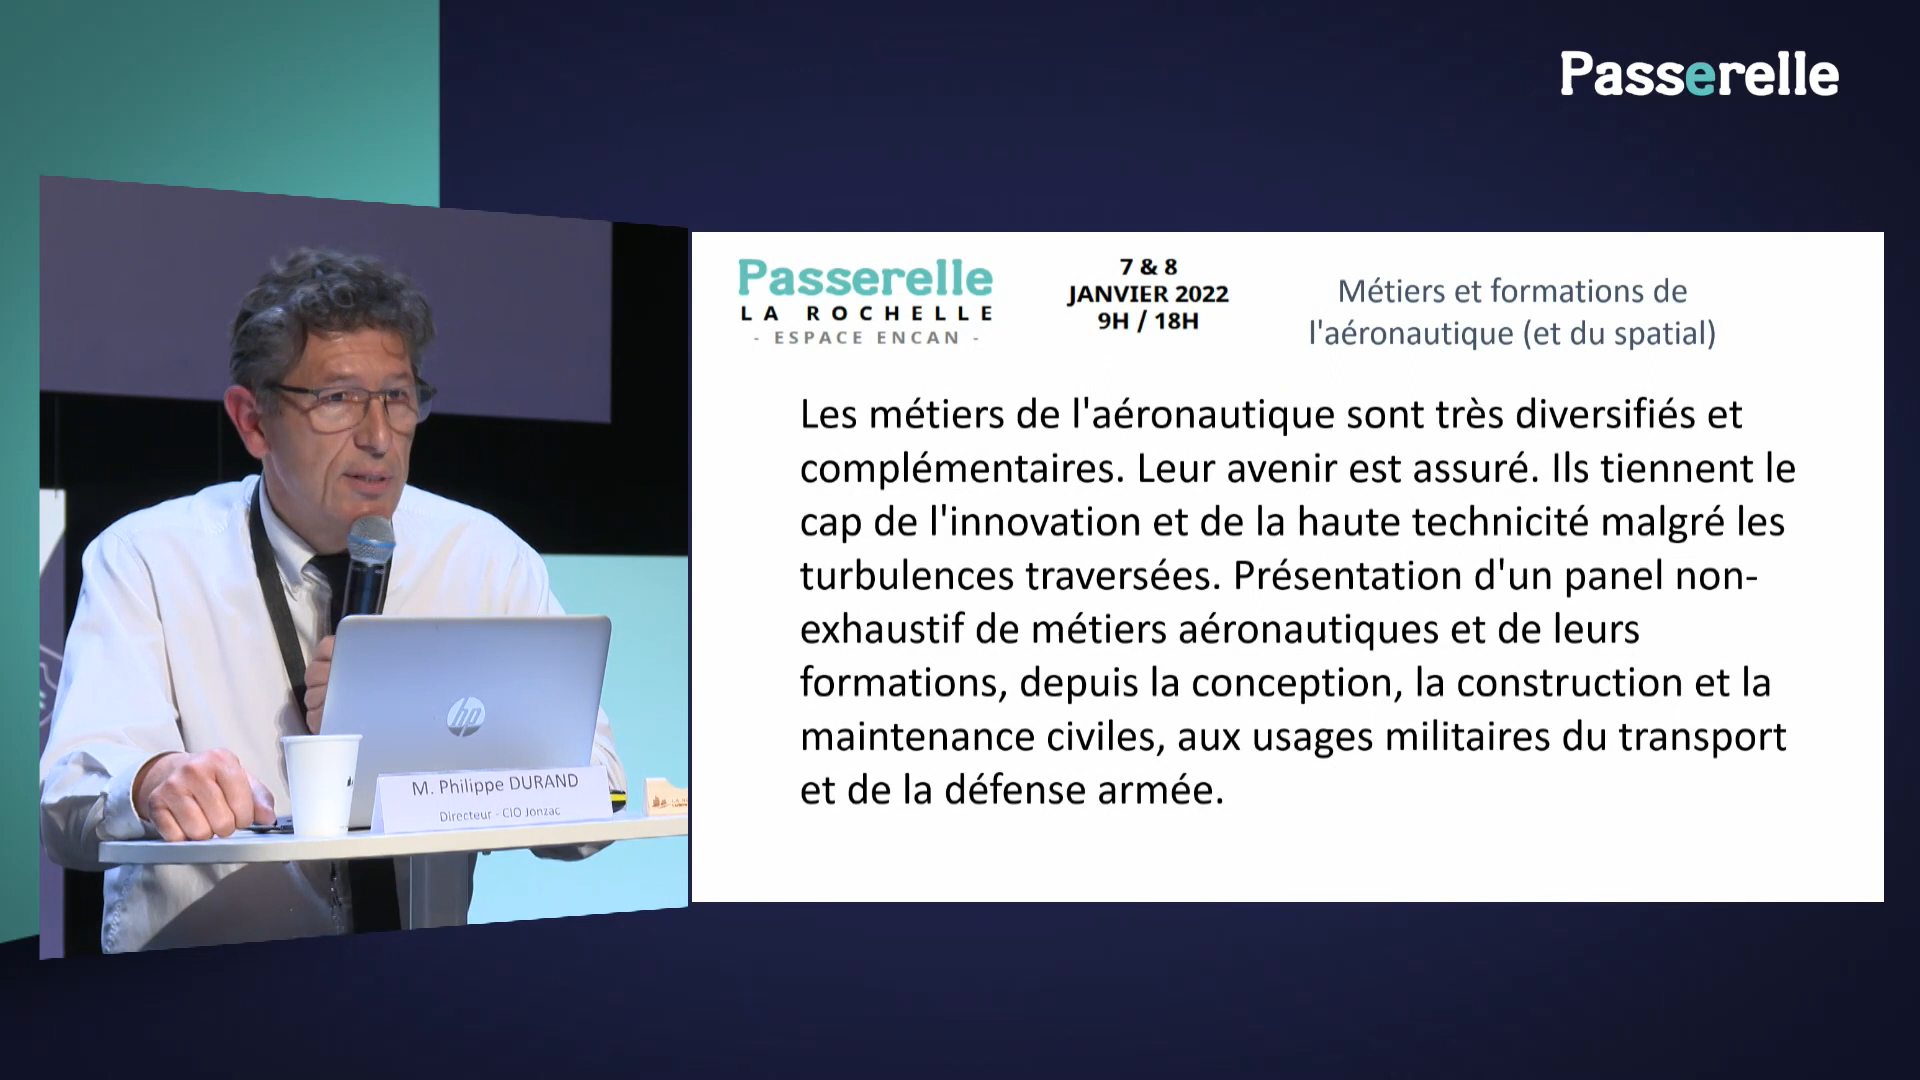 Passerelle
Passerelle
LA ROCHELLE
- ESPACE ENCAN -
7 & 8
JANVIER 2022
9H / 18H
Métiers et formations de
l'aéronautique (et du spatial)
Les métiers de l'aéronautique sont très diversifiés et
complémentaires. Leur avenir est assuré. Ils tiennent le
cap de l'innovation et de la haute technicité malgré les
turbulences traversées. Présentation d'un panel non-
exhaustif de métiers aéronautiques et de leurs
formations, depuis la conception, la construction et la
maintenance civiles, aux usages militaires du transport
et de la défense armée.
hp
M. Philippe DURAND
Directeur - CIO Jonzac